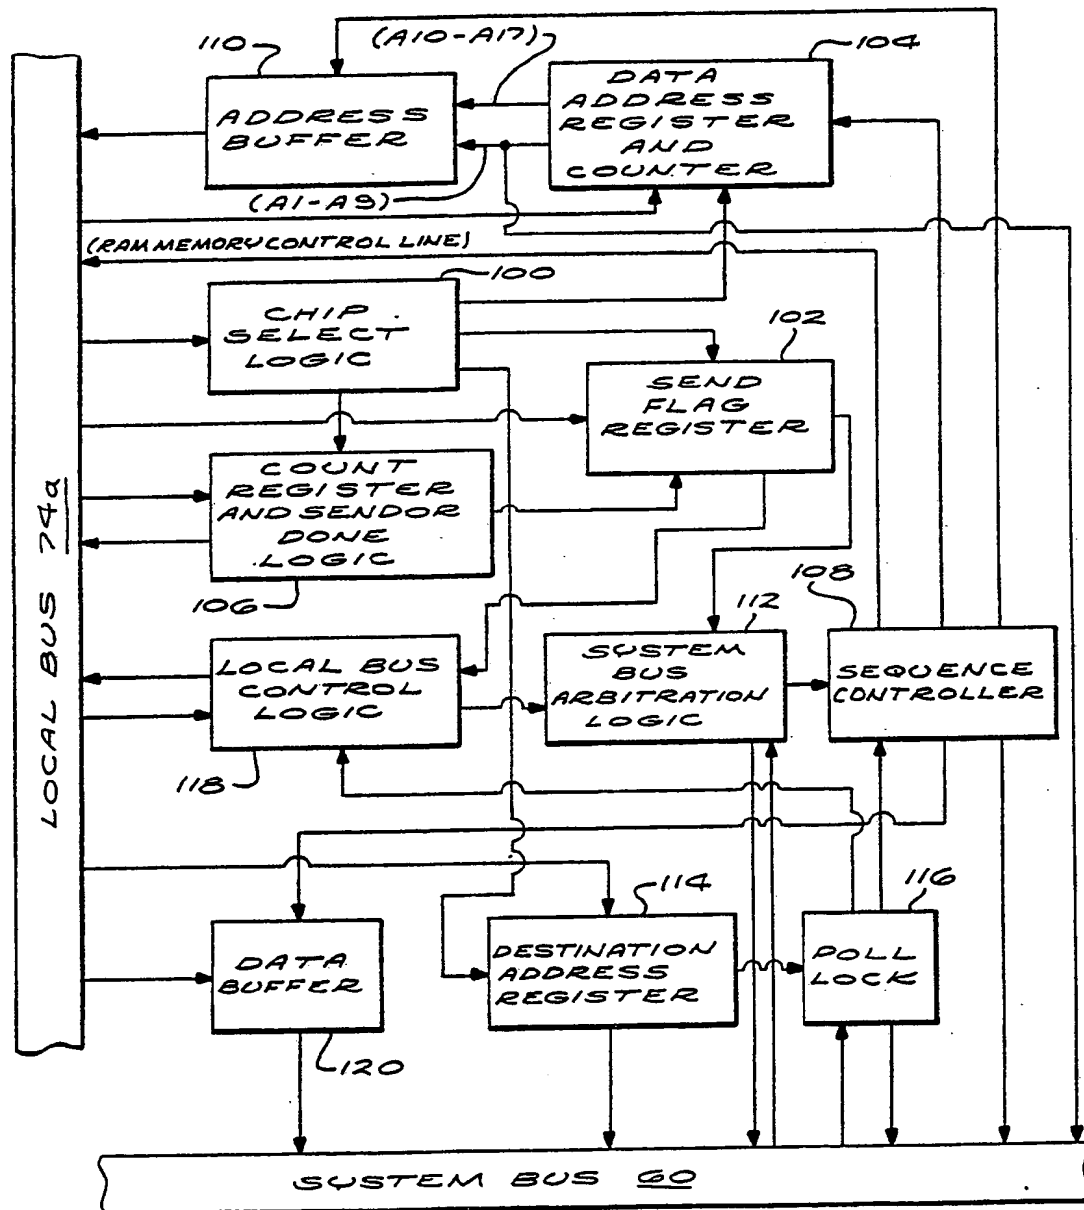 110
(A10-A17)
104
ADDRESS
BUFFER
DATA
ADDRESS
REGISTER
AND
COUNTER
(A1-A9)
(RAM MEMORY CONTROL LINE)
100
CHIP
SELECT
LOGIC
102
SEND
FLAG
REGISTER
COUNT
REGISTER
AND SENDOR
DONE
LOGIC
106
LOCAL BUS 74a
108
112
LOCAL BUS
CONTROL
LOGIC
118
SYSTEM
BUS
ARBITRATION
LOGIC
SEQUENCE
CONTROLLER
114
116
DATA
BUFFER
120
DESTINATION
ADDRESS
REGISTER
POLL
LOCK
SYSTEM BUS 60